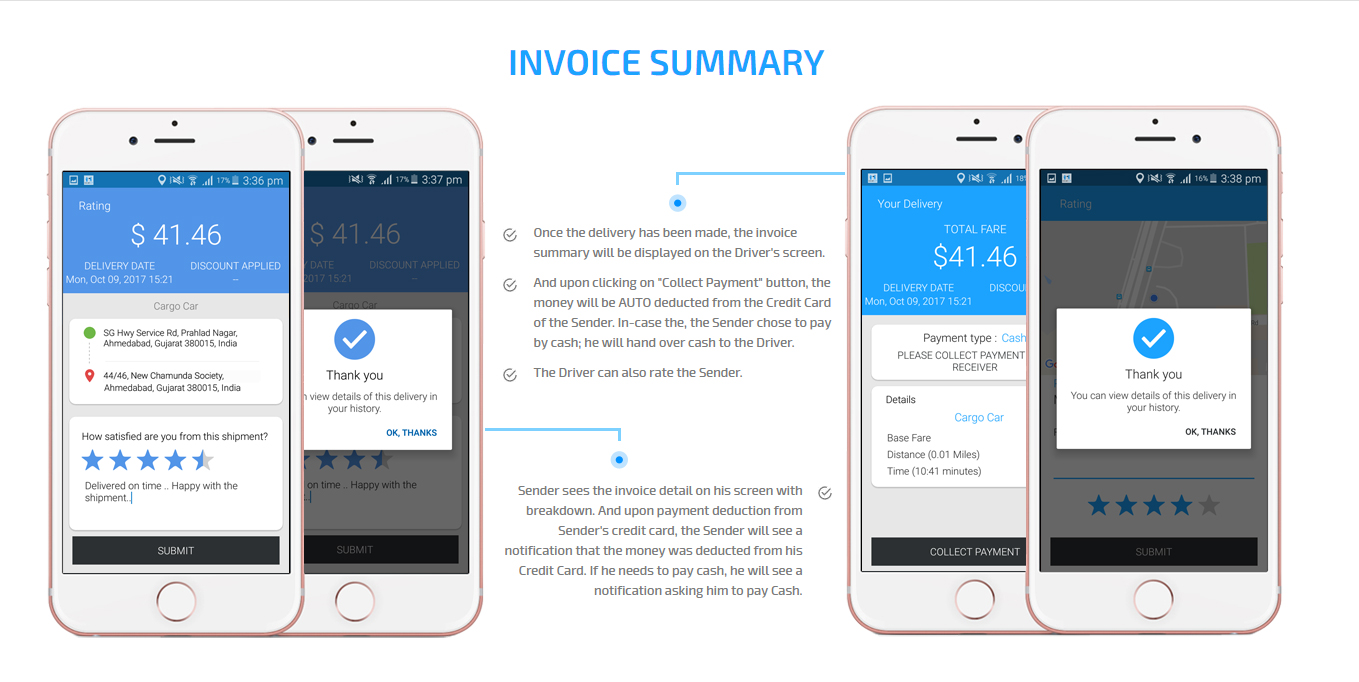 INVOICE SUMMARY
17% 3:36 pm
Rating
$ 41.46
DELIVERY DATE DISCOUNT APPLIED
Mon, Oct 09, 2017 15:21 --
Cargo Car
SG Hwy Service Rd, Prahlad Nagar,
Ahmedabad, Gujarat 380015, India
44/46, New Chamunda Society,
Ahmedabad, Gujarat 380015, India
How satisfied are you from this shipment?
Delivered on time .. Happy with the
shipment..
SUBMIT
17% 3:37 pm
$ 41.46
DATE DISCOUNT APPLIED
2017 15:21 --
Cargo Car
Thank you
view details of this delivery in
your history.
OK, THANKS
on time .. Happy with the
SUBMIT
Once the delivery has been made, the invoice
summary will be displayed on the Driver's screen.
And upon clicking on "Collect Payment" button, the
money will be AUTO deducted from the Credit Card
of the Sender. In-case the, the Sender chose to pay
by cash; he will hand over cash to the Driver.
The Driver can also rate the Sender.
Sender sees the invoice detail on his screen with
breakdown. And upon payment deduction from
Sender's credit card, the Sender will see a
notification that the money was deducted from his
Credit Card. If he needs to pay cash, he will see a
notification asking him to pay Cash.
18%
Your Delivery
TOTAL FARE
$41.46
DELIVERY DATE DISCOU
Mon, Oct 09, 2017 15:21
Payment type : Cash
PLEASE COLLECT PAYMENT
RECEIVER
Details
Cargo Car
Base Fare
Distance (0.01 Miles)
Time (10:41 minutes)
COLLECT PAYMENT
16% 3:38 pm
Rating
Thank you
You can view details of this delivery in
your history.
OK, THANKS
SUBMIT